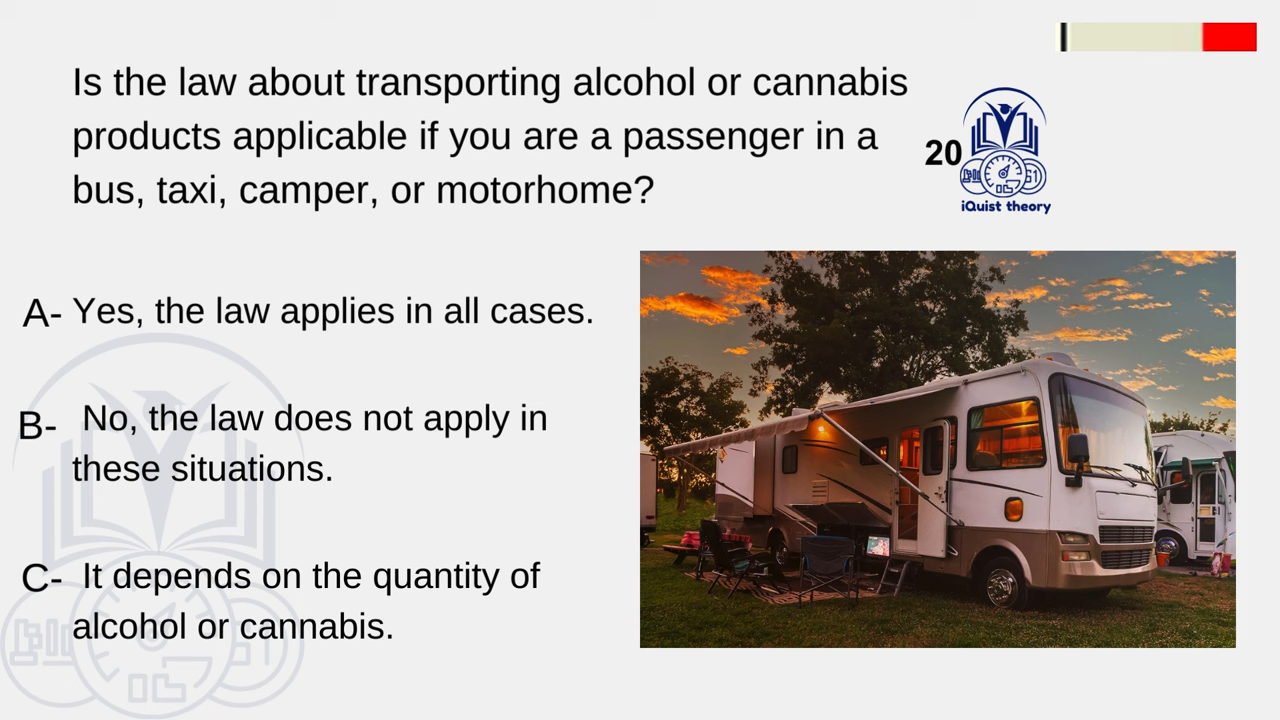 Is the law about transporting alcohol or cannabis
products applicable if you are a passenger in a
bus, taxi, camper, or motorhome?
20
iQuist theory
A- Yes, the law applies in all cases.
B- No, the law does not apply in
these situations.
C- It depends on the quantity of
alcohol or cannabis.